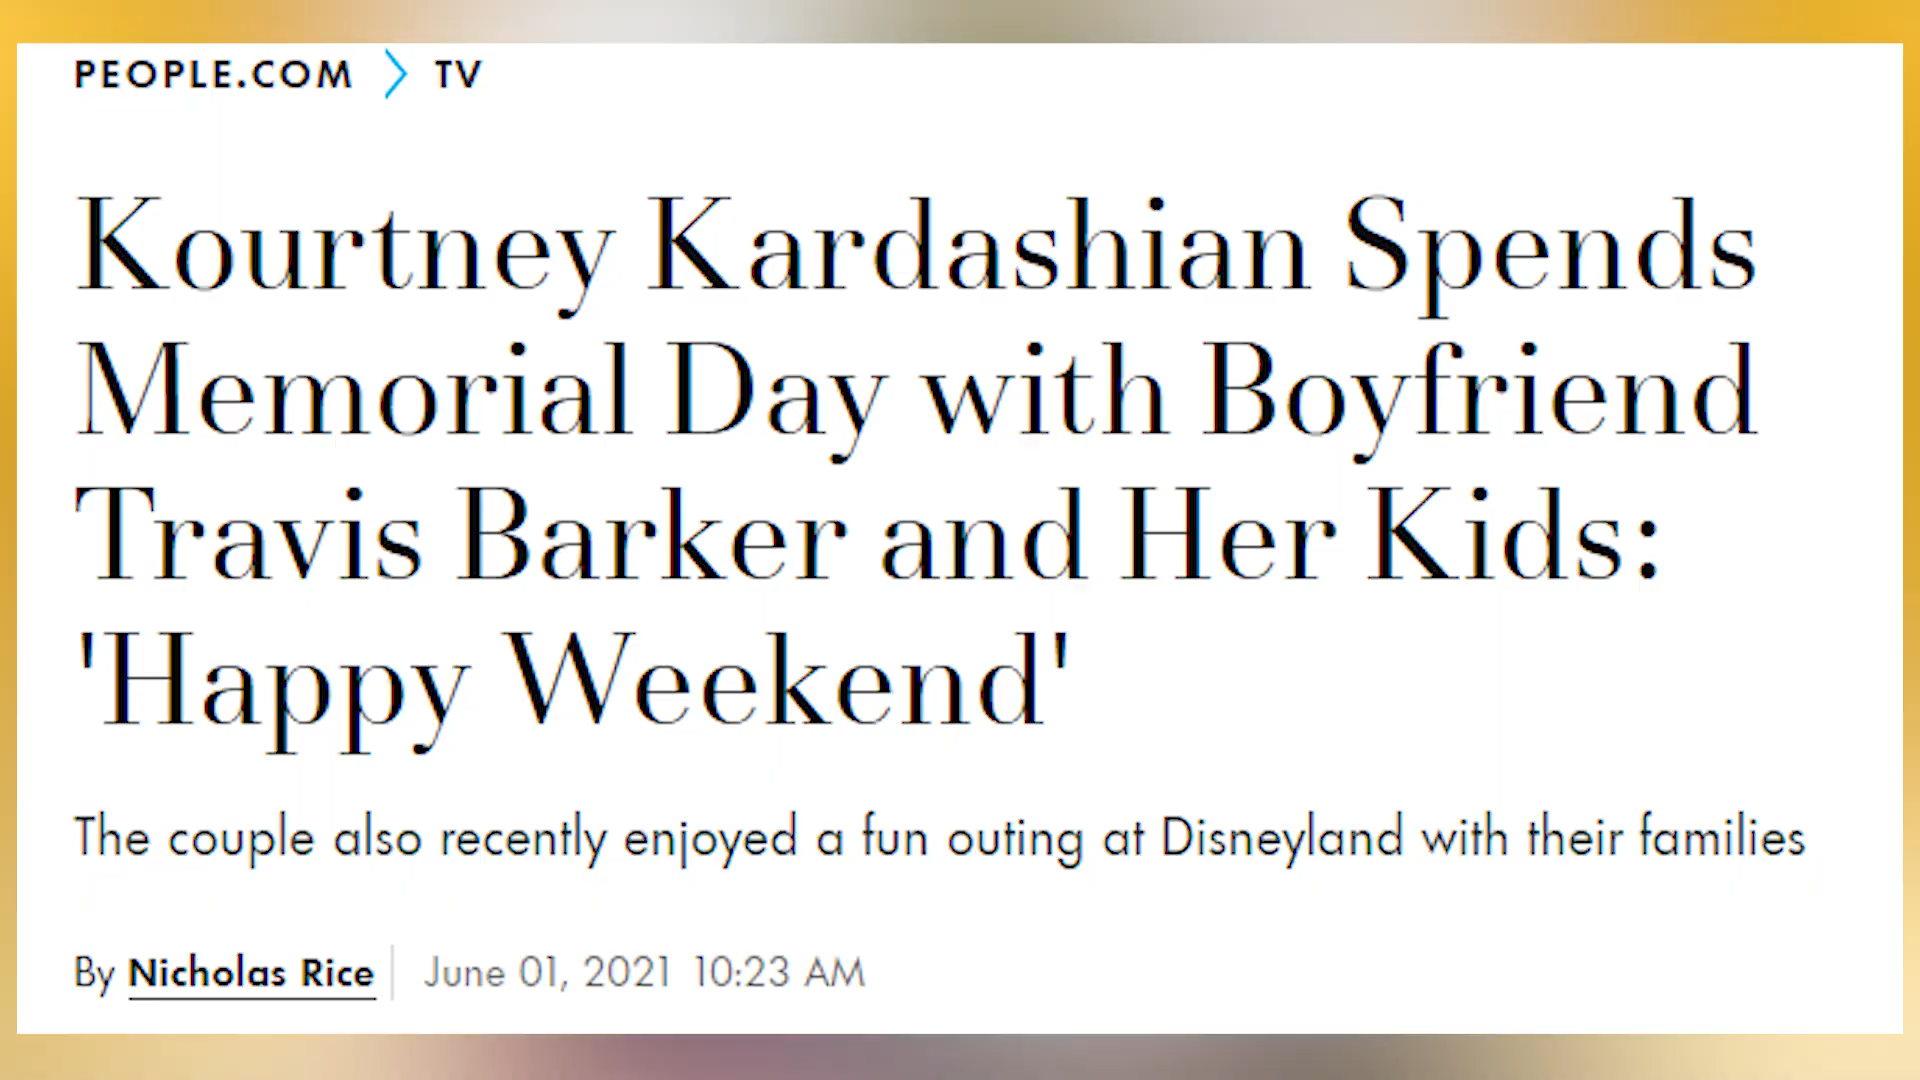 PEOPLE.COM > TV
Kourtney Kardashian Spends
Memorial Day with Boyfriend
Travis Barker and Her Kids:
'Happy Weekend'
The couple also recently enjoyed a fun outing at Disneyland with their families
By Nicholas Rice | June 01, 2021 10:23 AM